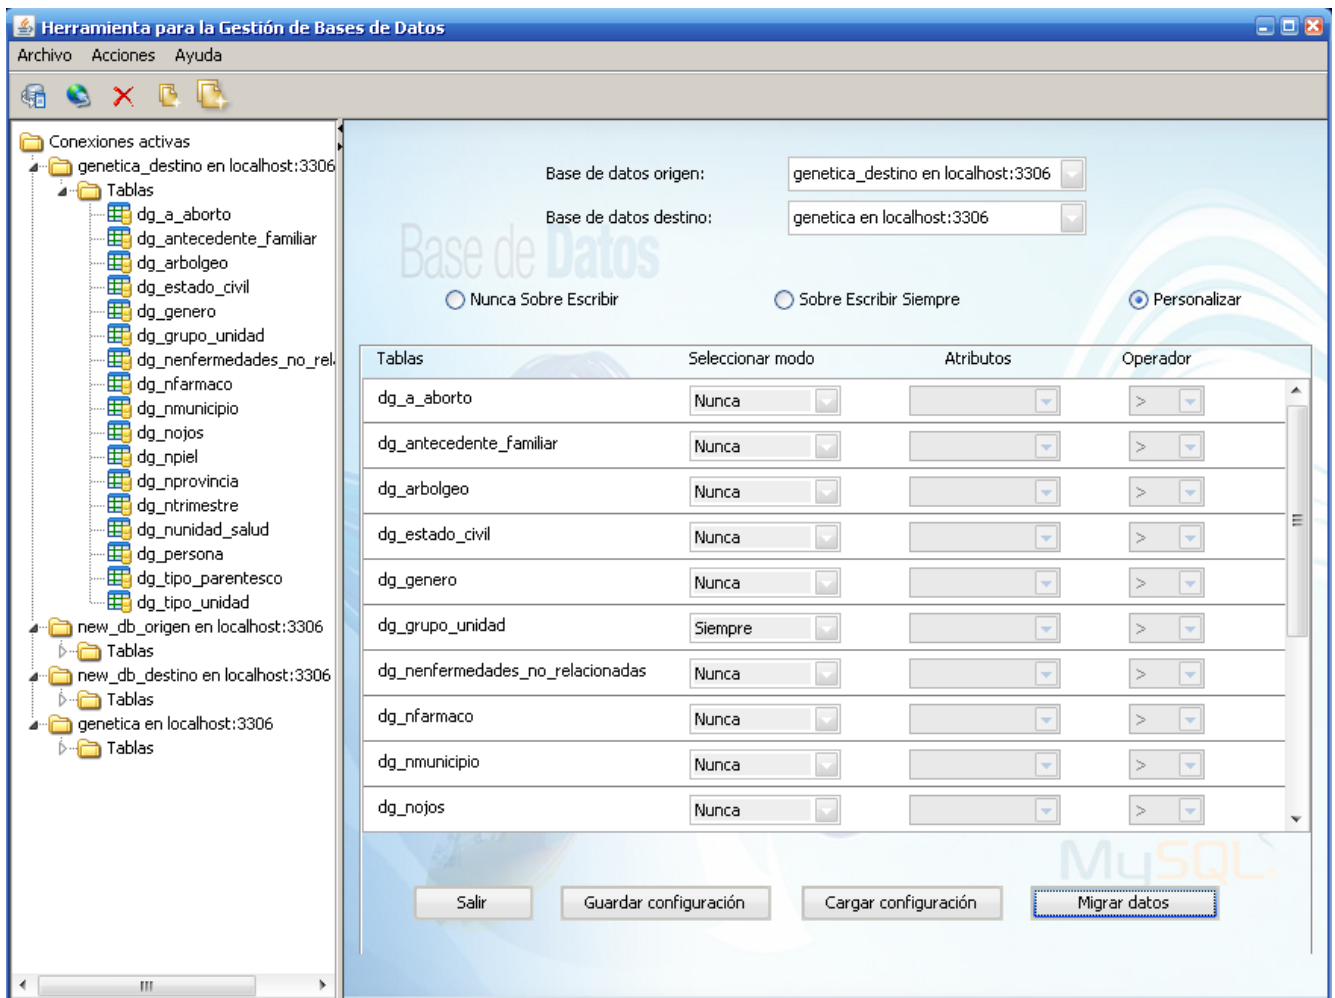 Herramienta para la Gestión de Bases de Datos
Archivo Acciones Ayuda
Conexiones activas
genetica_destino en localhost:3306
Tablas
dg_a_aborto
dg_antecedente_familiar
dg_arbolgeo
dg_estado_civil
dg_genero
dg_grupo_unidad
dg_nenfermedades_no_rel
dg_nfarmaco
dg_nmunicipio
dg_nojos
dg_npiel
dg_nprovincia
dg_ntrimestre
dg_nunidad_salud
dg_persona
dg_tipo_parentesco
dg_tipo_unidad
new_db_origen en localhost:3306
Tablas
new_db_destino en localhost:3306
Tablas
genetica en localhost:3306
Tablas
Base de datos origen: genetica_destino en localhost:3306
Base de datos destino: genetica en localhost:3306
Base de Datos
Nunca Sobre Escribir Sobre Escribir Siempre Personalizar
Tablas Seleccionar modo Atributos Operador
dg_a_aborto Nunca >
dg_antecedente_familiar Nunca >
dg_arbolgeo Nunca >
dg_estado_civil Nunca >
dg_genero Nunca >
dg_grupo_unidad Siempre >
dg_nenfermedades_no_relacionadas Nunca >
dg_nfarmaco Nunca >
dg_nmunicipio Nunca >
dg_nojos Nunca >
MySQL
Salir Guardar configuración Cargar configuración Migrar datos